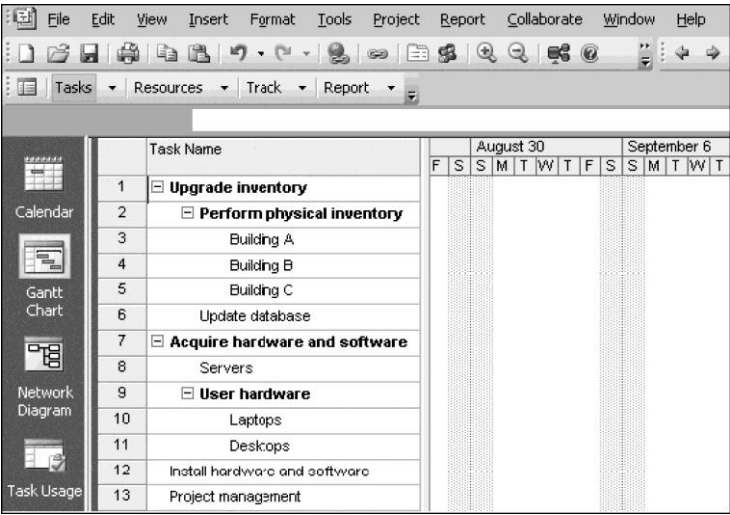 File Edit View Insert Format Tools Project Report Collaborate Window Help
Tasks Resources Track Report
Task Name
August 30 September 6
F S S M T W T F S S M T W T
1 Upgrade inventory
2 Perform physical inventory
3 Building A
4 Building B
5 Building C
6 Update database
7 Acquire hardware and software
8 Servers
9 User hardware
10 Laptops
11 Desktops
12 Install hardware and software
13 Project management
Calendar
Gantt
Chart
Network
Diagram
Task Usage